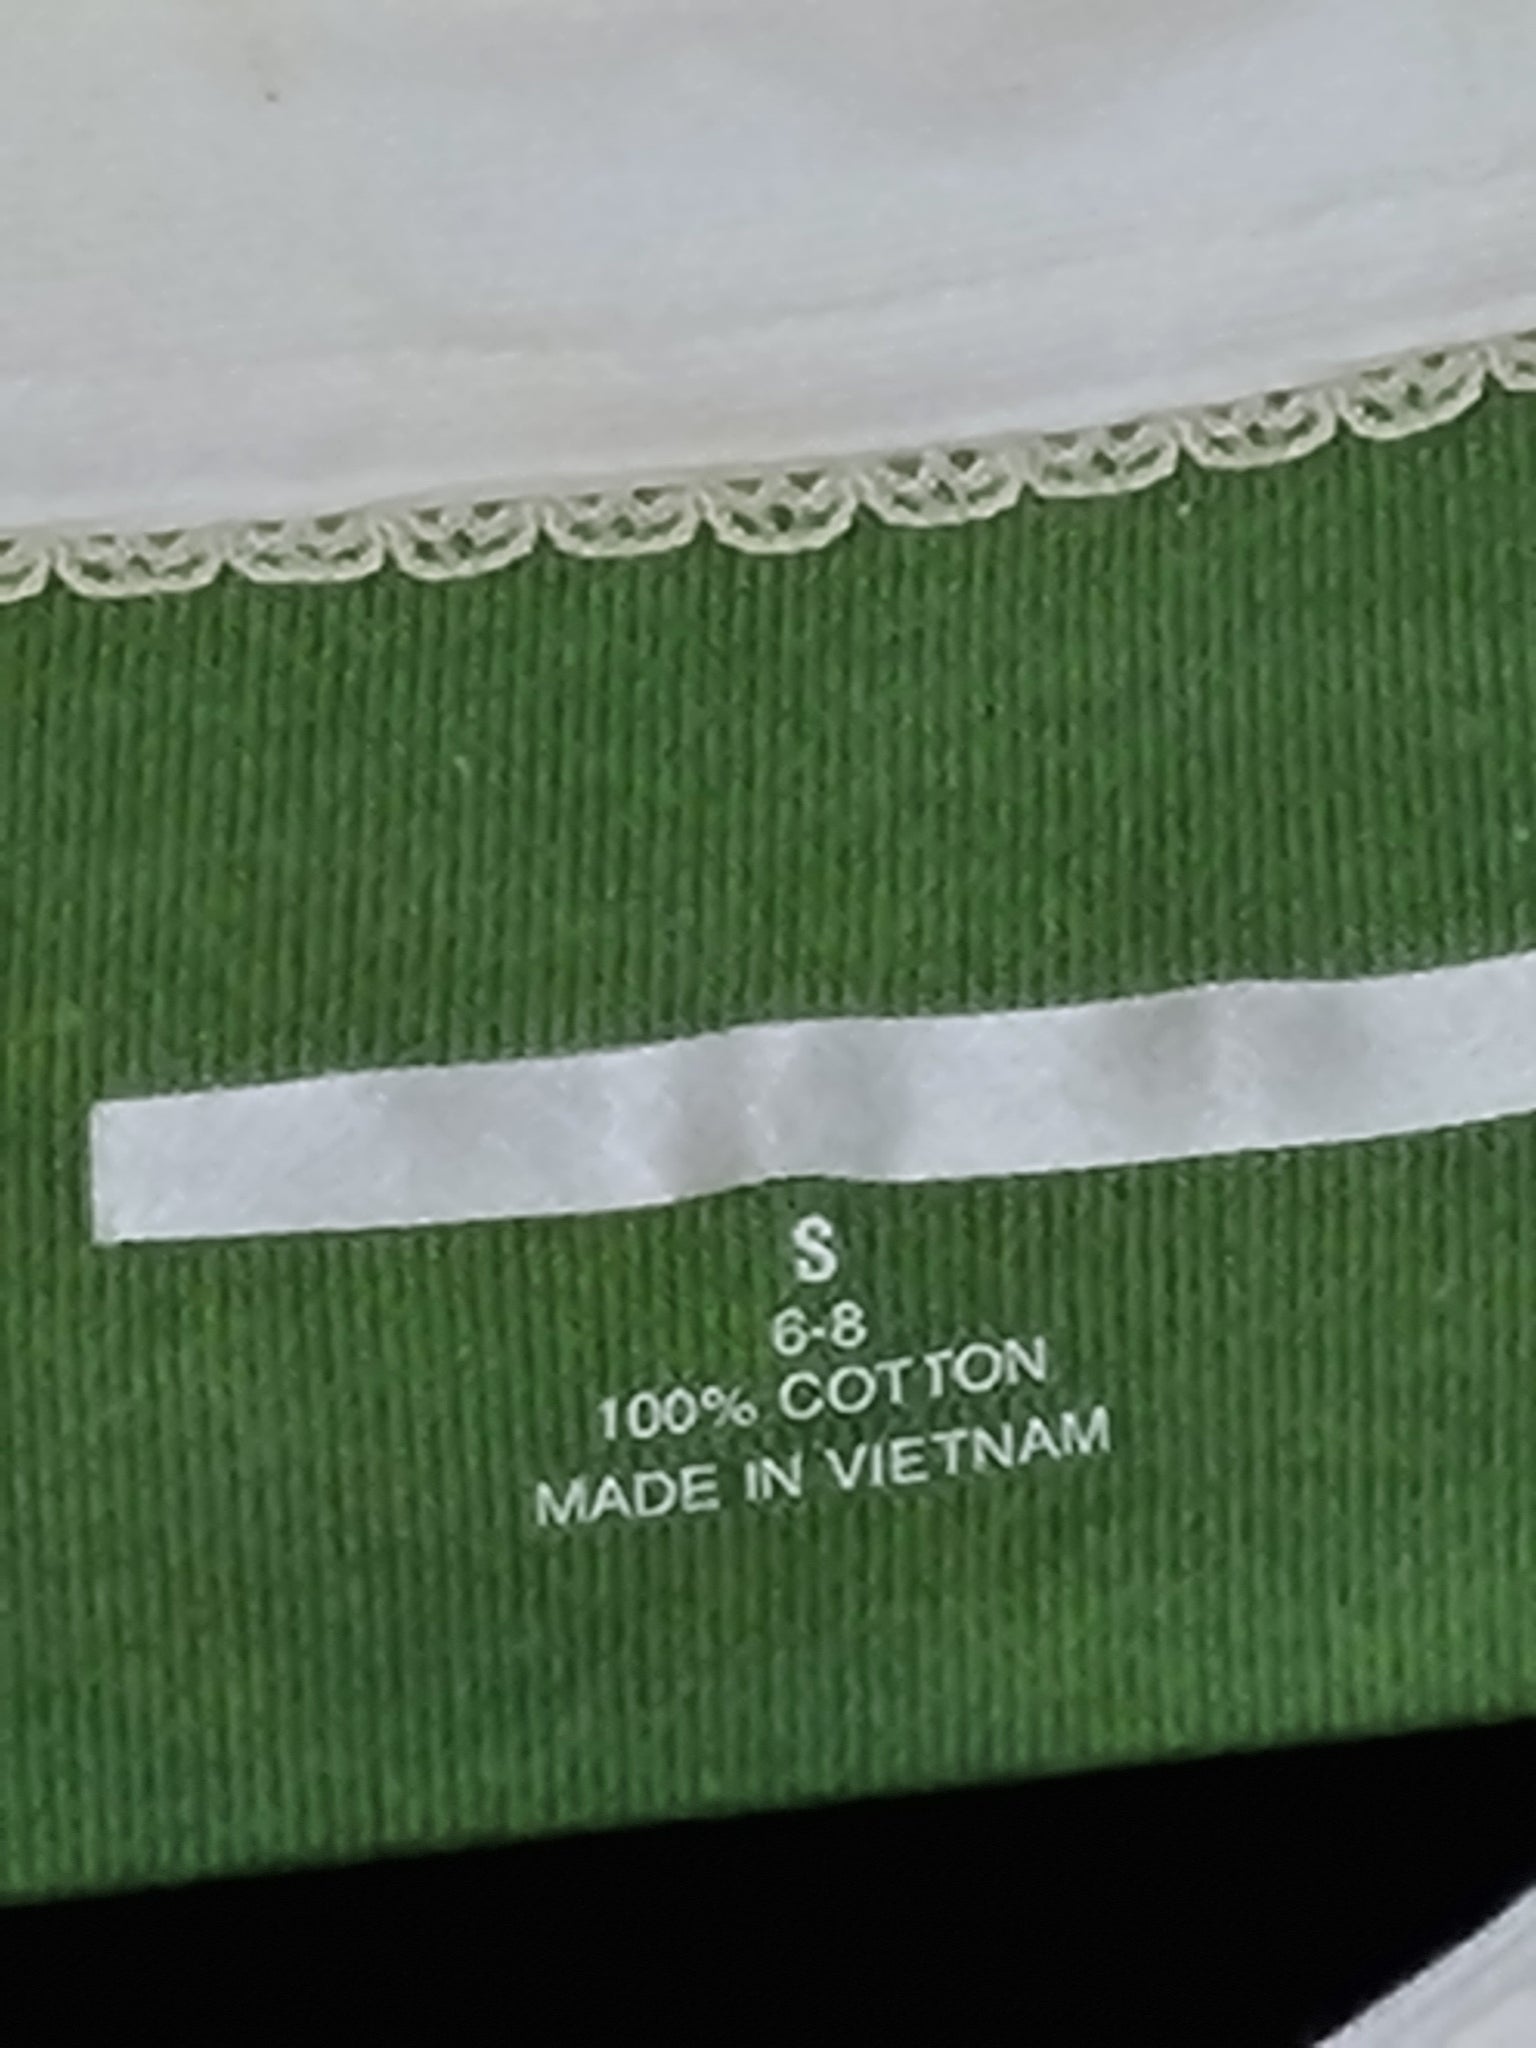 S
6-8
100% COTTON
MADE IN VIETNAM